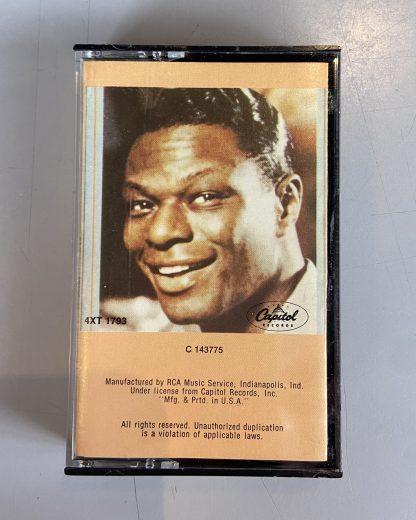 4XT 1793
Capitol
RECORDS
C 143775
Manufactured by RCA Music Service, Indianapolis, Ind.
Under license from Capitol Records, Inc.
"Mfg. & Prtd. in U.S.A."
All rights reserved. Unauthorized duplication
is a violation of applicable laws.